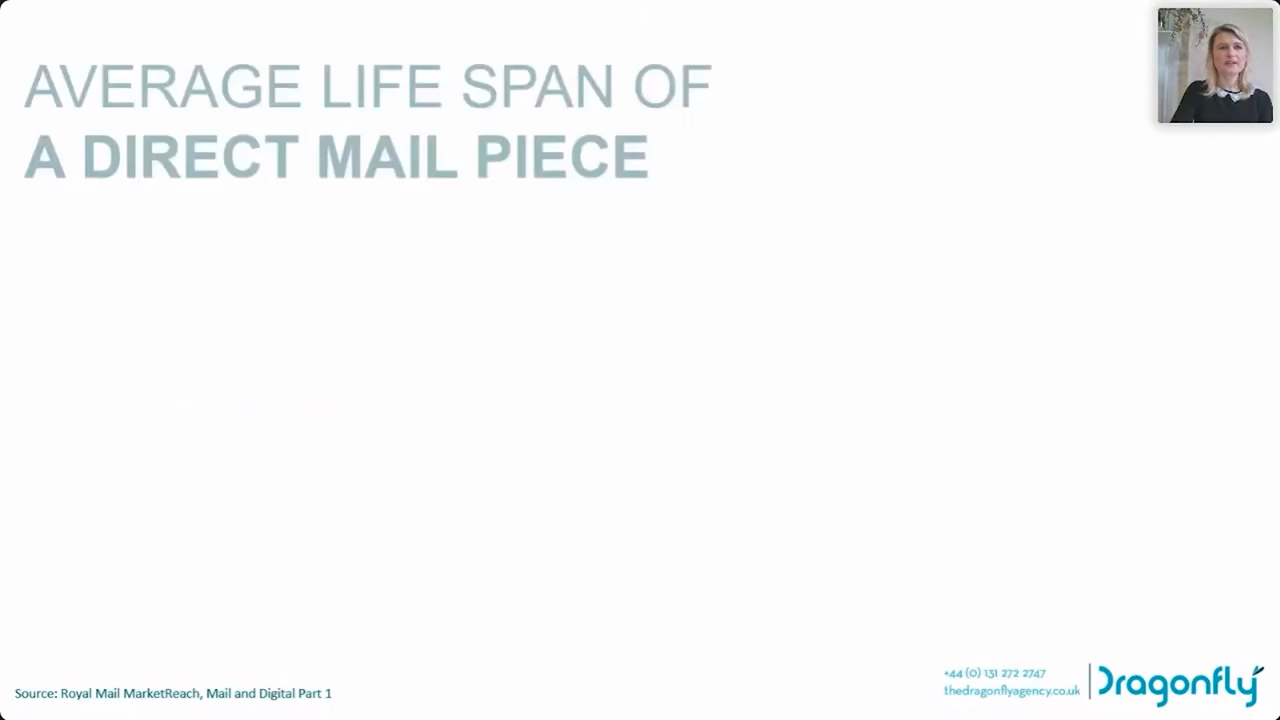 AVERAGE LIFE SPAN OF
A DIRECT MAIL PIECE
Source: Royal Mail MarketReach, Mail and Digital Part 1
+44 (0) 131 272 2747
thedragonflyagency.co.uk
Dragonfly